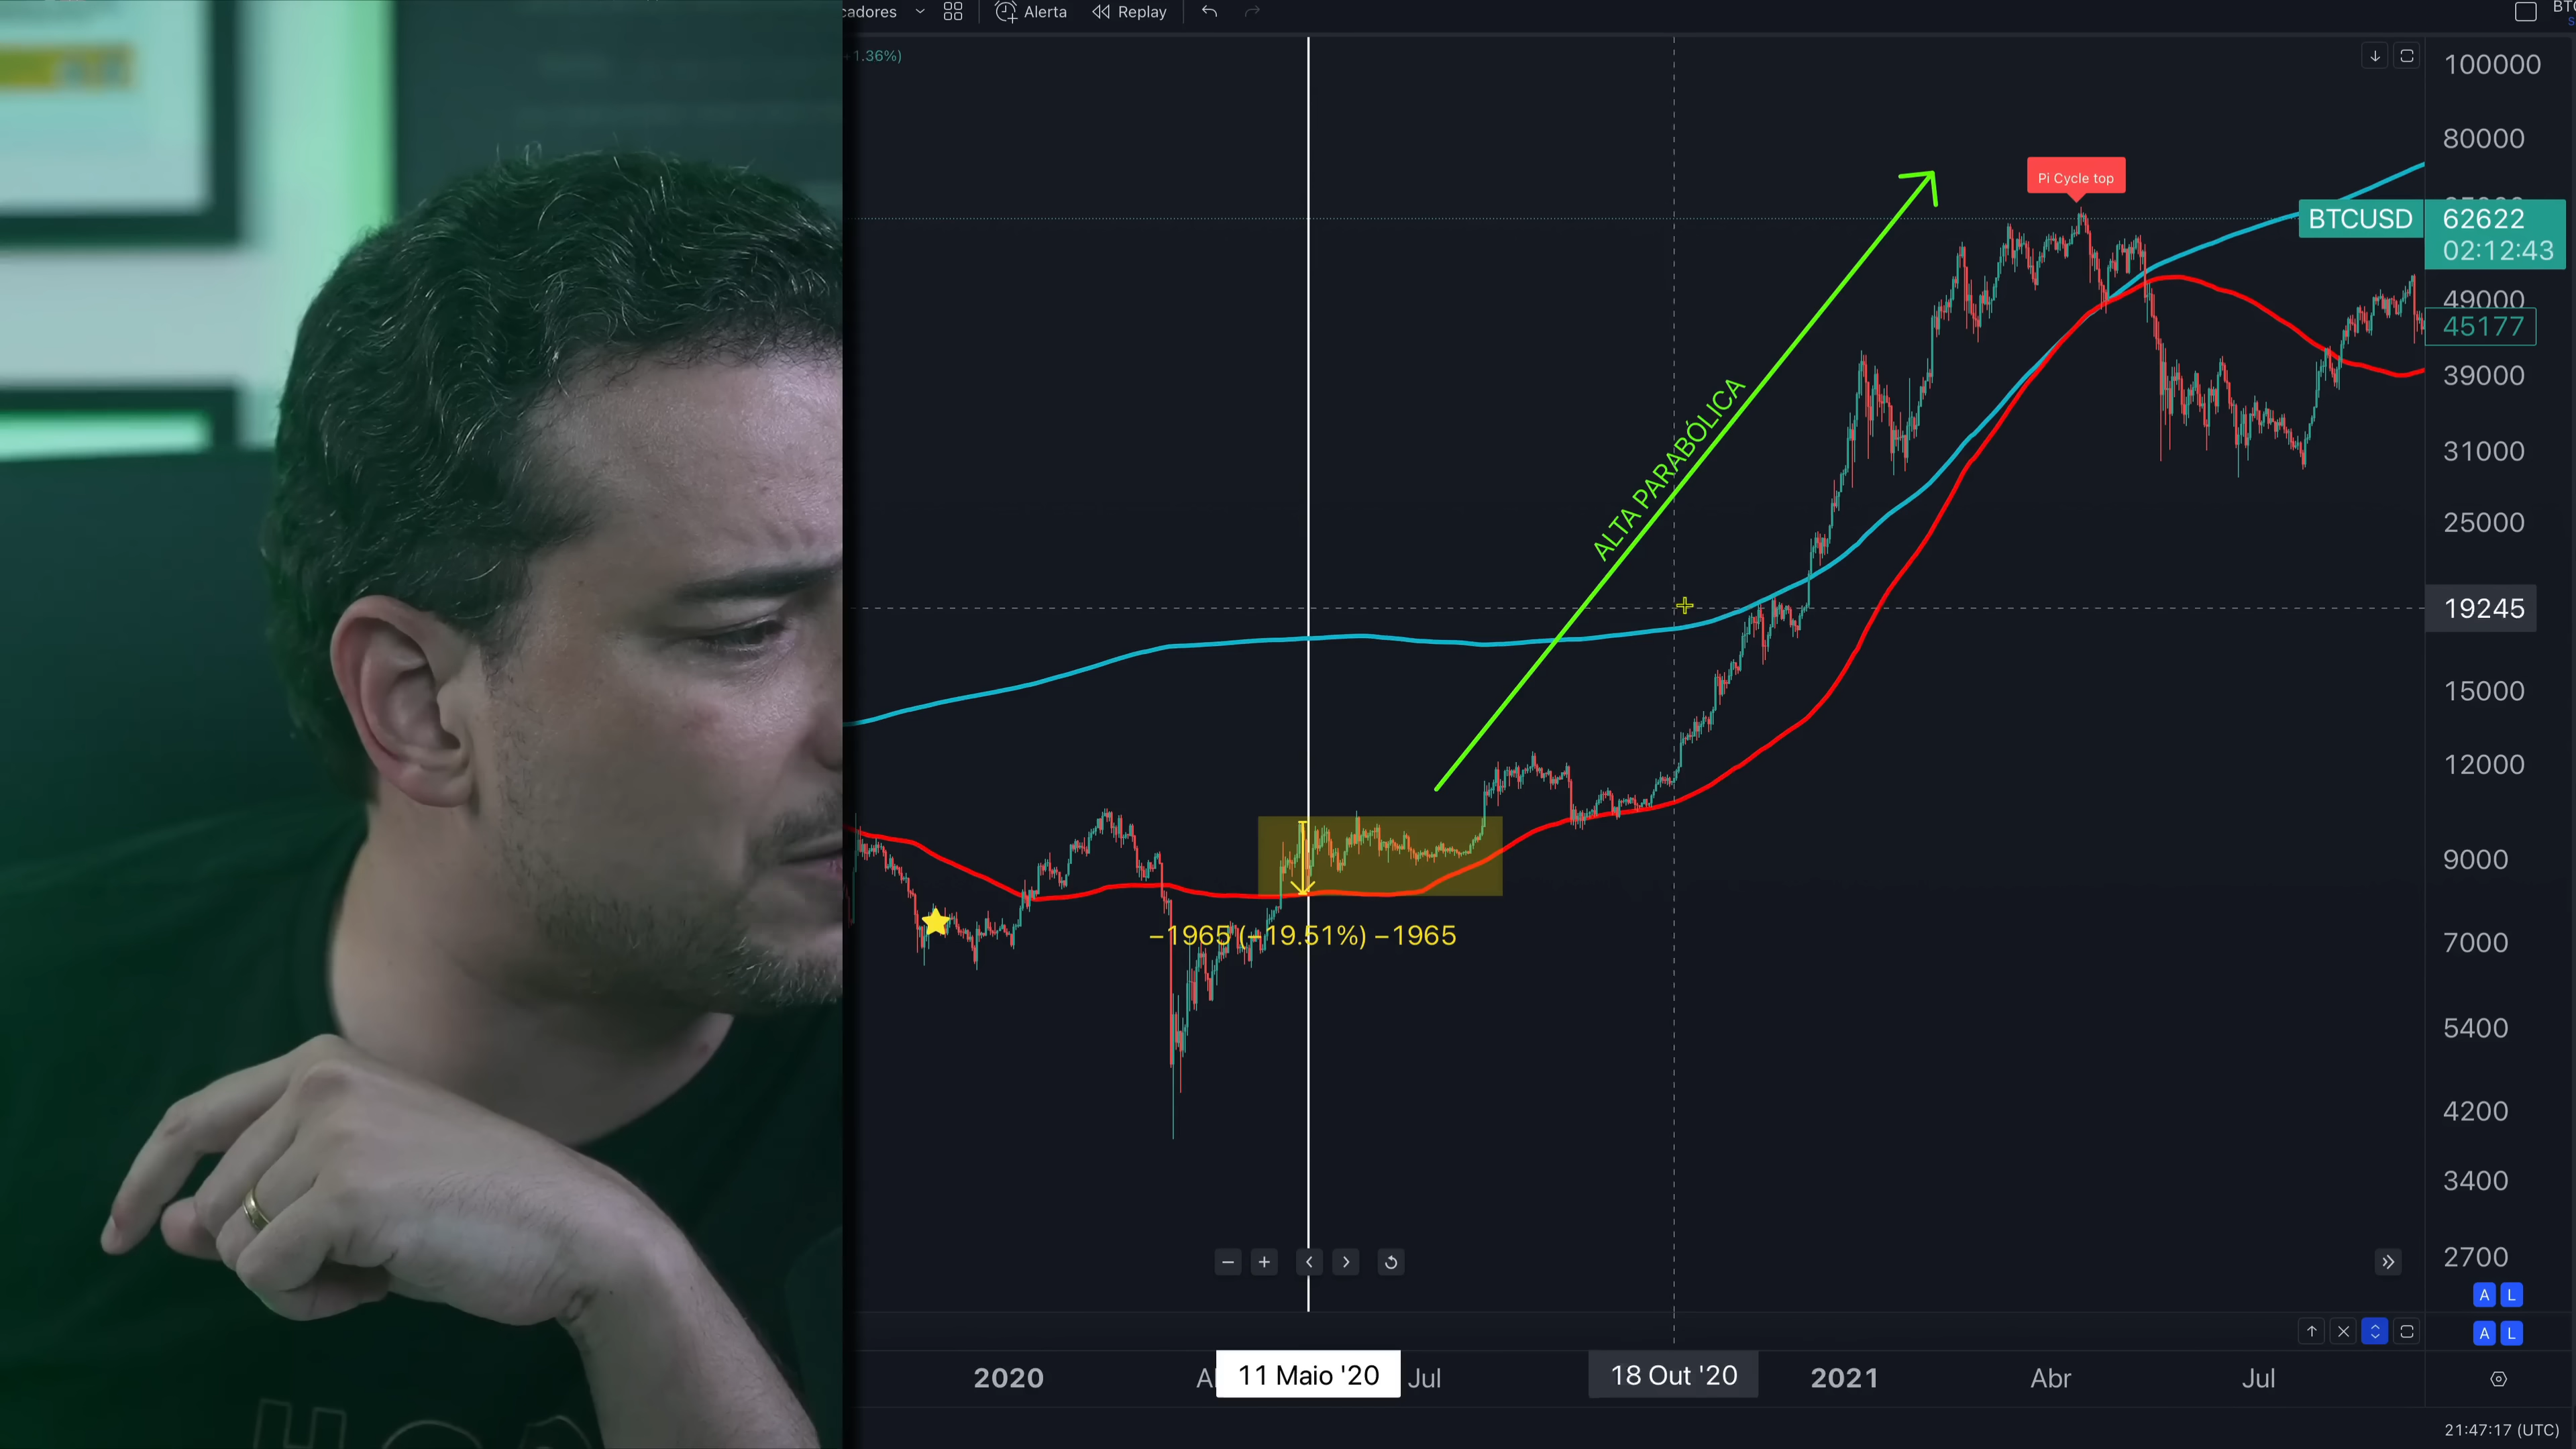 cadores
Alerta
Replay
1.36%)
100000
80000
Pi Cycle top
BTCUSD
62622
02:12:43
49000
45177
39000
31000
25000
ALTA PARABÓLICA
19245
15000
12000
9000
−1965 (−19.51%) −1965
7000
5400
4200
3400
2700
A L
A L
2020
11 Maio '20
Jul
18 Out '20
2021
Abr
Jul
21:47:17 (UTC)